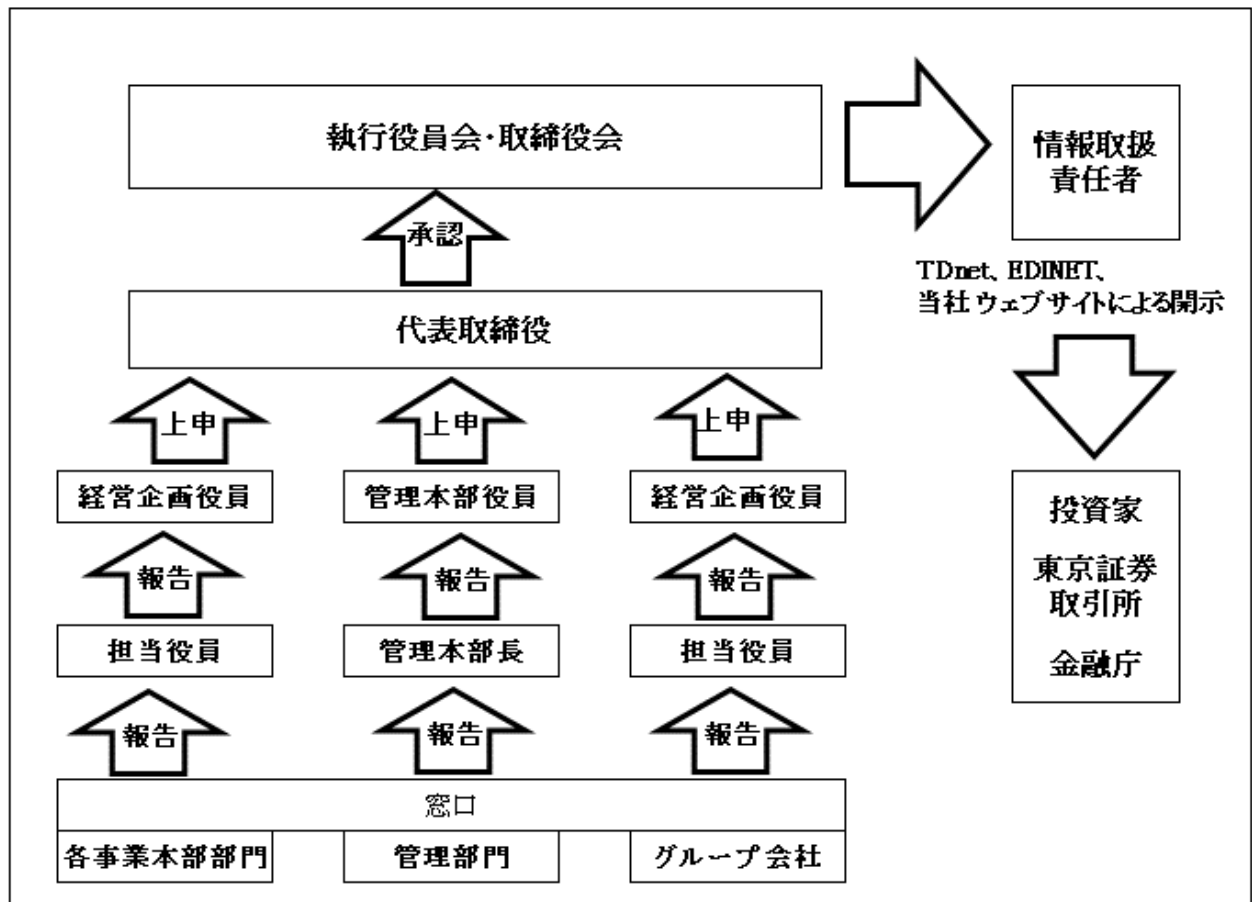 執行役員会・取締役会
情報取扱
責任者
承認
TDnet、EDINET、
当社ウェブサイトによる開示
代表取締役
上申
上申
上申
経営企画役員
管理本部役員
経営企画役員
投資家
東京証券
取引所
金融庁
報告
報告
報告
担当役員
管理本部長
担当役員
報告
報告
報告
窓口
各事業本部部門
管理部門
グループ会社